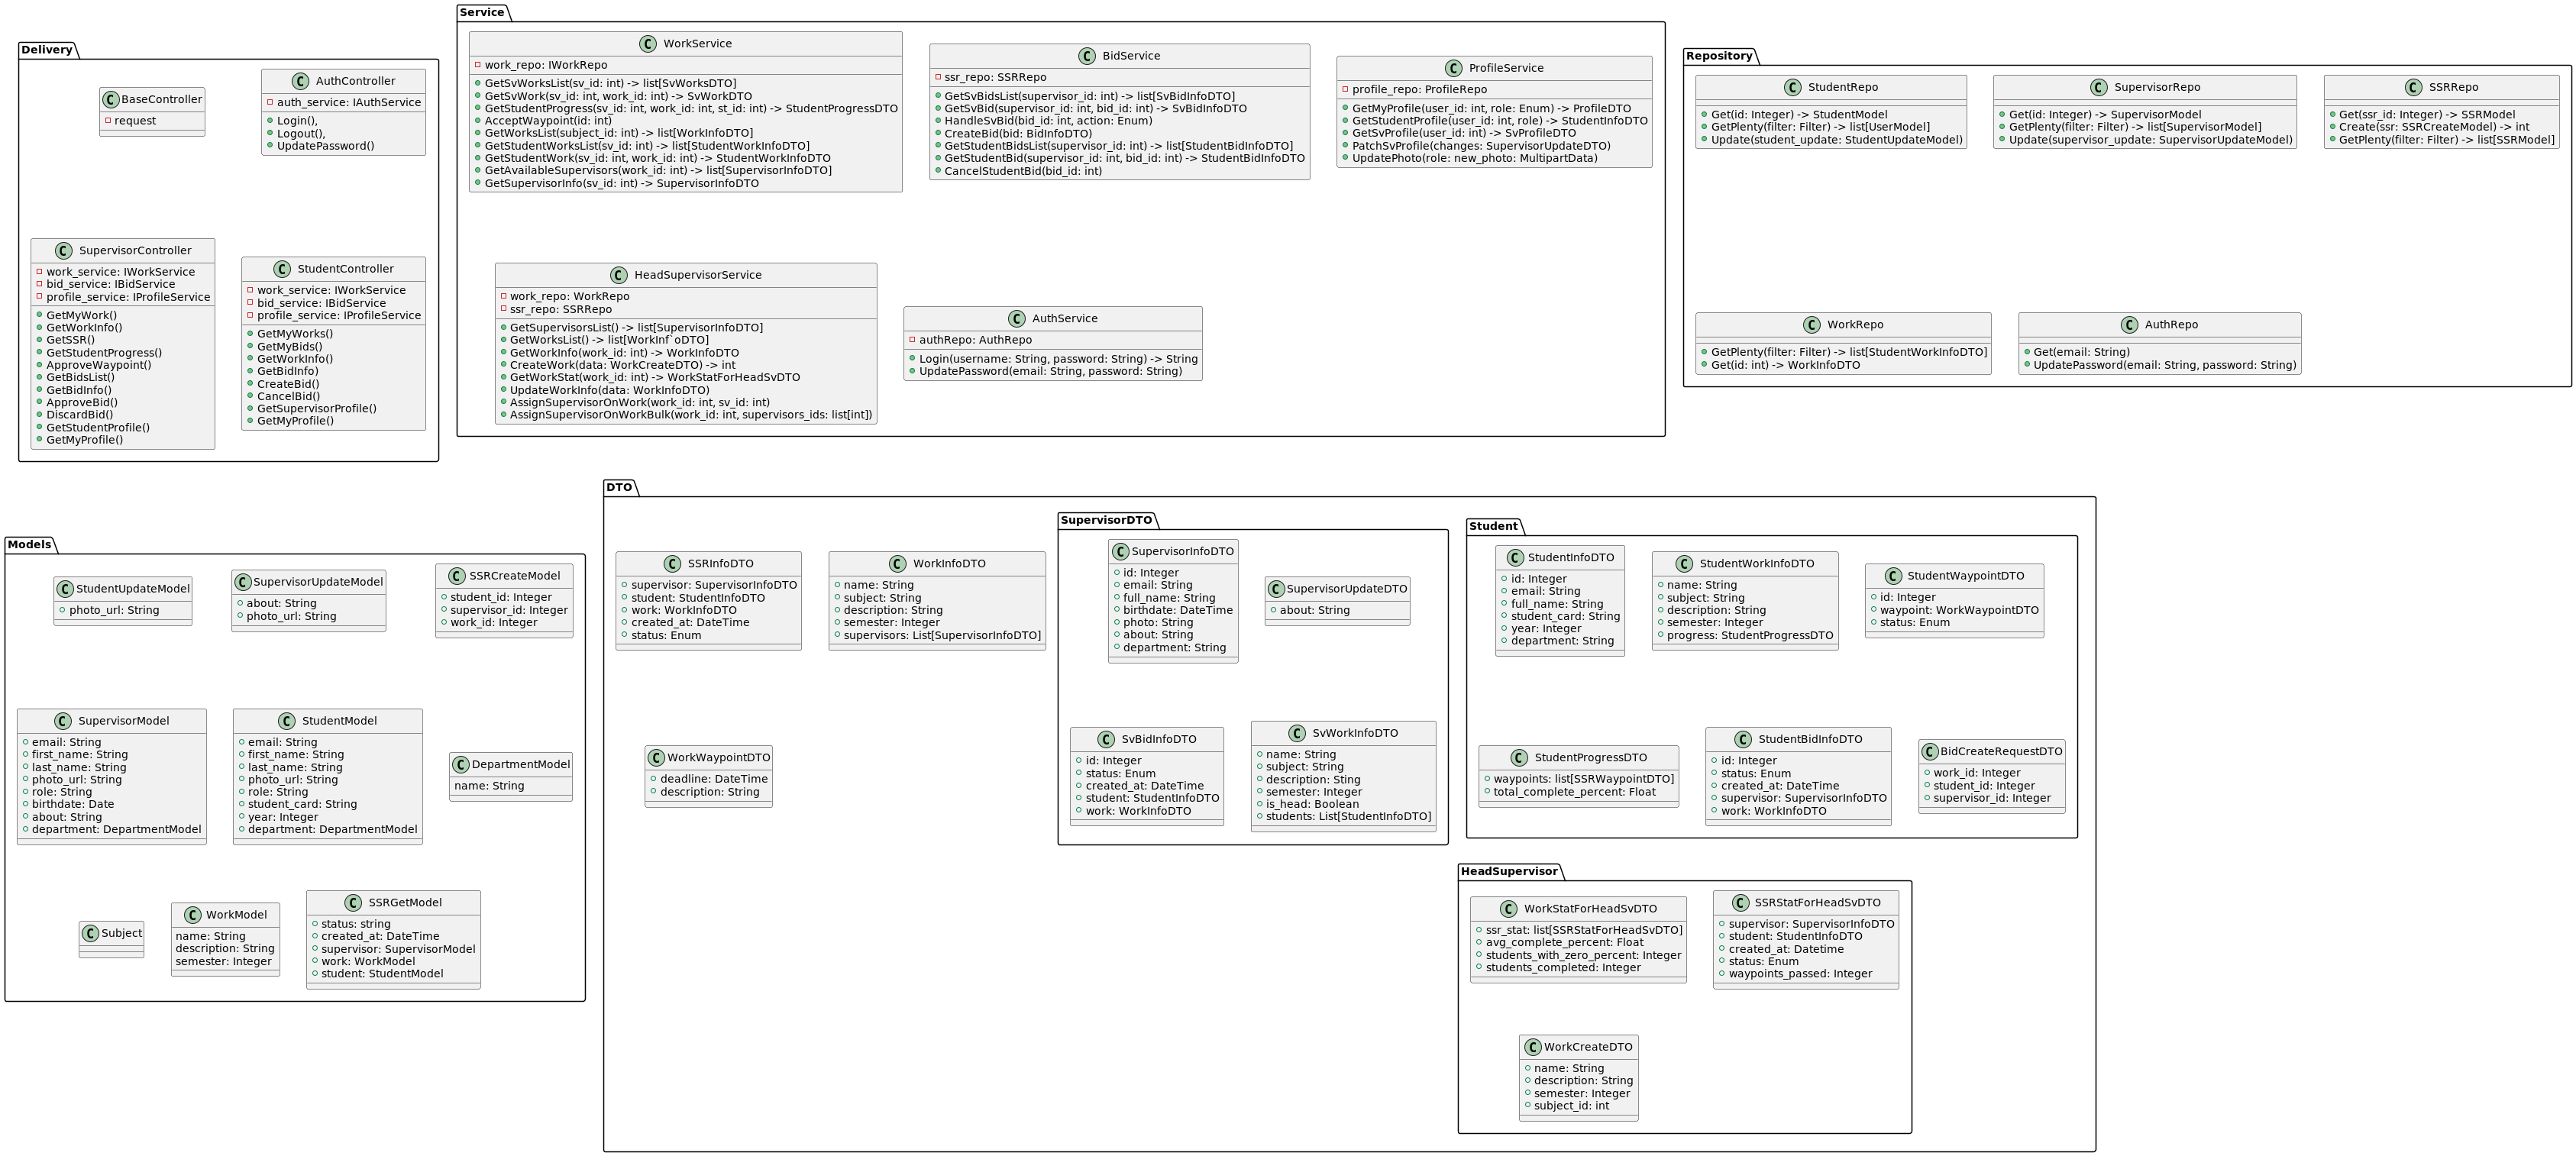 Delivery
BaseController
request
AuthController
auth_service: IAuthService
Login(),
Logout(),
UpdatePassword()
SupervisorController
work_service: IWorkService
bid_service: IBidService
profile_service: IProfileService
GetMyWork()
GetWorkInfo()
GetSSR()
GetStudentProgress()
ApproveWaypoint()
GetBidsList()
GetBidInfo()
ApproveBid()
DiscardBid()
GetStudentProfile()
GetMyProfile()
StudentController
work_service: IWorkService
bid_service: IBidService
profile_service: IProfileService
GetMyWorks()
GetMyBids()
GetWorkInfo()
GetBidInfo)
CreateBid()
CancelBid()
GetSupervisorProfile()
GetMyProfile()
Service
WorkService
work_repo: IWorkRepo
GetSvWorksList(sv_id: int) -> list[SvWorksDTO]
GetSvWork(sv_id: int, work_id: int) -> SvWorkDTO
GetStudentProgress(sv_id: int, work_id: int, st_id: int) -> StudentProgressDTO
AcceptWaypoint(id: int)
GetWorksList(subject_id: int) -> list[WorkInfoDTO]
GetStudentWorksList(sv_id: int) -> list[StudentWorkInfoDTO]
GetStudentWork(sv_id: int, work_id: int) -> StudentWorkInfoDTO
GetAvailableSupervisors(work_id: int) -> list[SupervisorInfoDTO]
GetSupervisorInfo(sv_id: int) -> SupervisorInfoDTO
BidService
ssr_repo: SSRRepo
GetSvBidsList(supervisor_id: int) -> list[SvBidInfoDTO]
GetSvBid(supervisor_id: int, bid_id: int) -> SvBidInfoDTO
HandleSvBid(bid_id: int, action: Enum)
CreateBid(bid: BidInfoDTO)
GetStudentBidsList(supervisor_id: int) -> list[StudentBidInfoDTO]
GetStudentBid(supervisor_id: int, bid_id: int) -> StudentBidInfoDTO
CancelStudentBid(bid_id: int)
ProfileService
profile_repo: ProfileRepo
GetMyProfile(user_id: int, role: Enum) -> ProfileDTO
GetStudentProfile(user_id: int, role) -> StudentInfoDTO
GetSvProfile(user_id: int) -> SvProfileDTO
PatchSvProfile(changes: SupervisorUpdateDTO)
UpdatePhoto(role: new_photo: MultipartData)
HeadSupervisorService
work_repo: WorkRepo
ssr_repo: SSRRepo
GetSupervisorsList() -> list[SupervisorInfoDTO]
GetWorksList() -> list[WorkInf`oDTO]
GetWorkInfo(work_id: int) -> WorkInfoDTO
CreateWork(data: WorkCreateDTO) -> int
GetWorkStat(work_id: int) -> WorkStatForHeadSvDTO
UpdateWorkInfo(data: WorkInfoDTO)
AssignSupervisorOnWork(work_id: int, sv_id: int)
AssignSupervisorOnWorkBulk(work_id: int, supervisors_ids: list[int])
AuthService
authRepo: AuthRepo
Login(username: String, password: String) -> String
UpdatePassword(email: String, password: String)
Repository
StudentRepo
Get(id: Integer) -> StudentModel
GetPlenty(filter: Filter) -> list[UserModel]
Update(student_update: StudentUpdateModel)
SupervisorRepo
Get(id: Integer) -> SupervisorModel
GetPlenty(filter: Filter) -> list[SupervisorModel]
Update(supervisor_update: SupervisorUpdateModel)
SSRRepo
Get(ssr_id: Integer) -> SSRModel
Create(ssr: SSRCreateModel) -> int
GetPlenty(filter: Filter) -> list[SSRModel]
WorkRepo
GetPlenty(filter: Filter) -> list[StudentWorkInfoDTO]
Get(id: int) -> WorkInfoDTO
AuthRepo
Get(email: String)
UpdatePassword(email: String, password: String)
Models
StudentUpdateModel
photo_url: String
SupervisorUpdateModel
about: String
photo_url: String
SSRCreateModel
student_id: Integer
supervisor_id: Integer
work_id: Integer
SupervisorModel
email: String
first_name: String
last_name: String
photo_url: String
role: String
birthdate: Date
about: String
department: DepartmentModel
StudentModel
email: String
first_name: String
last_name: String
photo_url: String
role: String
student_card: String
year: Integer
department: DepartmentModel
DepartmentModel
name: String
Subject
WorkModel
name: String
description: String
semester: Integer
SSRGetModel
status: string
created_at: DateTime
supervisor: SupervisorModel
work: WorkModel
student: StudentModel
DTO
SSRInfoDTO
supervisor: SupervisorInfoDTO
student: StudentInfoDTO
work: WorkInfoDTO
created_at: DateTime
status: Enum
WorkInfoDTO
name: String
subject: String
description: String
semester: Integer
supervisors: List[SupervisorInfoDTO]
WorkWaypointDTO
deadline: DateTime
description: String
SupervisorDTO
SupervisorInfoDTO
id: Integer
email: String
full_name: String
birthdate: DateTime
photo: String
about: String
department: String
SupervisorUpdateDTO
about: String
SvBidInfoDTO
id: Integer
status: Enum
created_at: DateTime
student: StudentInfoDTO
work: WorkInfoDTO
SvWorkInfoDTO
name: String
subject: String
description: Sting
semester: Integer
is_head: Boolean
students: List[StudentInfoDTO]
Student
StudentInfoDTO
id: Integer
email: String
full_name: String
student_card: String
year: Integer
department: String
StudentWorkInfoDTO
name: String
subject: String
description: String
semester: Integer
progress: StudentProgressDTO
StudentWaypointDTO
id: Integer
waypoint: WorkWaypointDTO
status: Enum
StudentProgressDTO
waypoints: list[SSRWaypointDTO]
total_complete_percent: Float
StudentBidInfoDTO
id: Integer
status: Enum
created_at: DateTime
supervisor: SupervisorInfoDTO
work: WorkInfoDTO
BidCreateRequestDTO
work_id: Integer
student_id: Integer
supervisor_id: Integer
HeadSupervisor
WorkStatForHeadSvDTO
ssr_stat: list[SSRStatForHeadSvDTO]
avg_complete_percent: Float
students_with_zero_percent: Integer
students_completed: Integer
SSRStatForHeadSvDTO
supervisor: SupervisorInfoDTO
student: StudentInfoDTO
created_at: Datetime
status: Enum
waypoints_passed: Integer
WorkCreateDTO
name: String
description: String
semester: Integer
subject_id: int